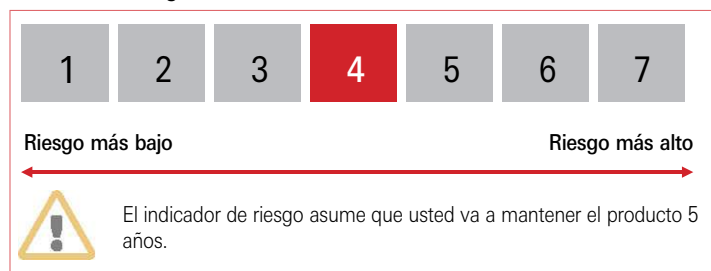 1 2 3 4 5 6 7
Riesgo más bajo Riesgo más alto
El indicador de riesgo asume que usted va a mantener el producto 5
años.